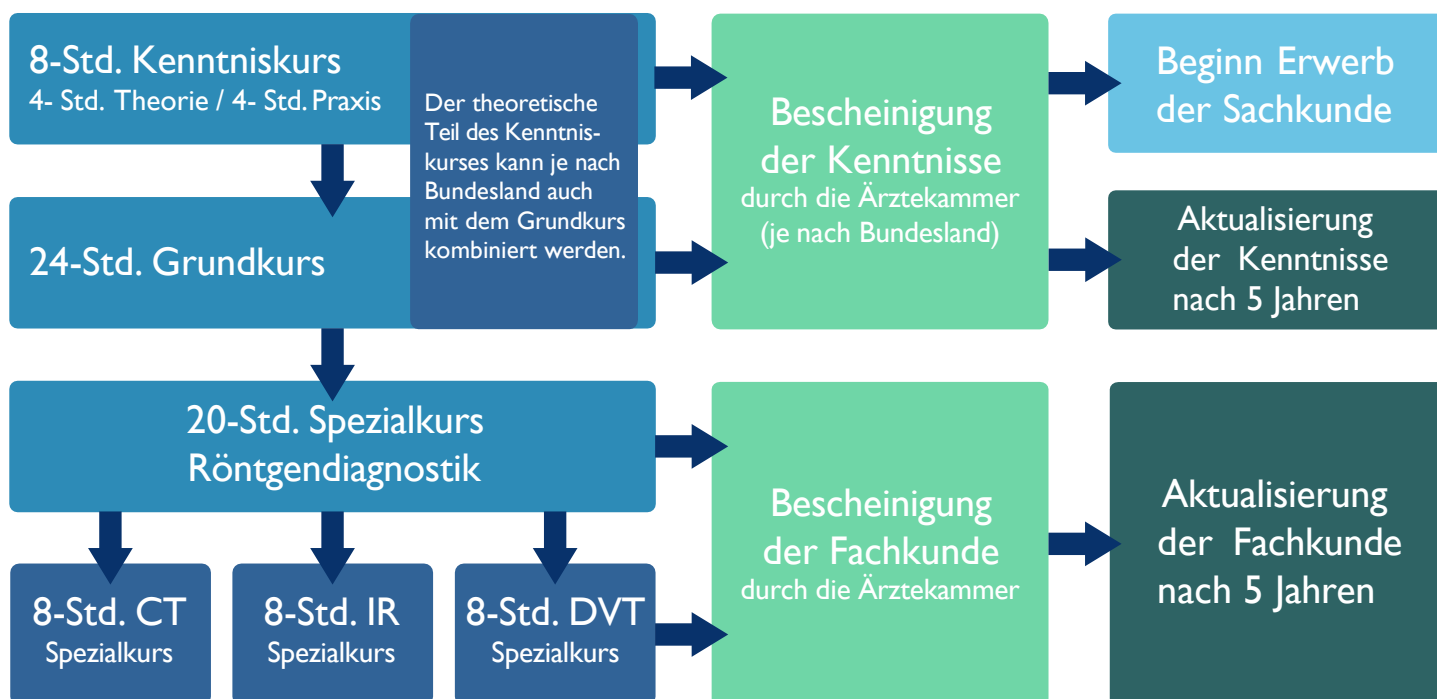 8-Std. Kenntniskurs
4- Std. Theorie / 4- Std. Praxis
Der theoretische
Teil des Kenntnis-
kurses kann je nach
Bundesland auch
mit dem Grundkurs
kombiniert werden.
24-Std. Grundkurs
Bescheinigung
der Kenntnisse
durch die Ärztekammer
(je nach Bundesland)
Beginn Erwerb
der Sachkunde
Aktualisierung
der Kenntnisse
nach 5 Jahren
20-Std. Spezialkurs
Röntgendiagnostik
8-Std. CT
Spezialkurs
8-Std. IR
Spezialkurs
8-Std. DVT
Spezialkurs
Bescheinigung
der Fachkunde
durch die Ärztekammer
Aktualisierung
der Fachkunde
nach 5 Jahren